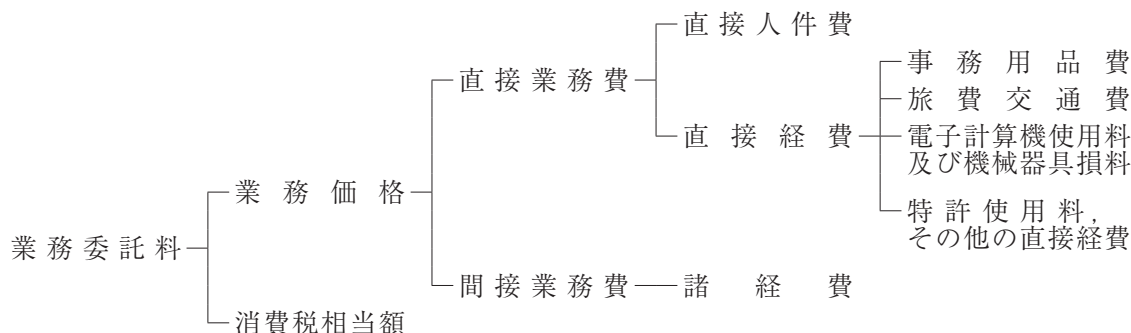 直接人件費
事務用品費
直接業務費
旅費交通費
直接経費
電子計算機使用料
及び機械器具損料
業務価格
特許使用料,
その他の直接経費
業務委託料
間接業務費
諸経費
消費税相当額